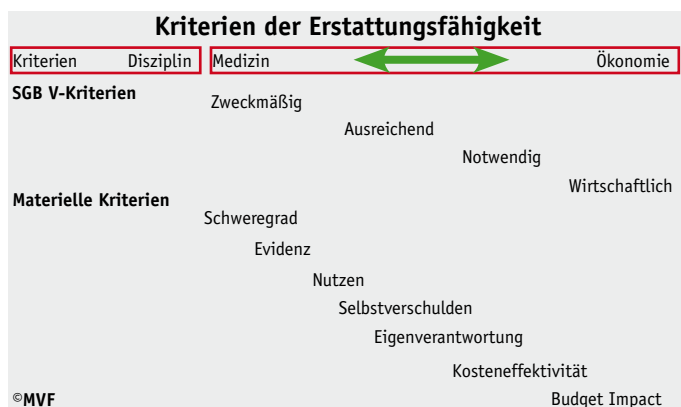 Kriterien der Erstattungsfähigkeit
Kriterien Disziplin Medizin Ökonomie
SGB V-Kriterien
Zweckmäßig
Ausreichend
Notwendig
Wirtschaftlich
Materielle Kriterien
Schweregrad
Evidenz
Nutzen
Selbstverschulden
Eigenverantwortung
Kosteneffektivität
©MVF Budget Impact